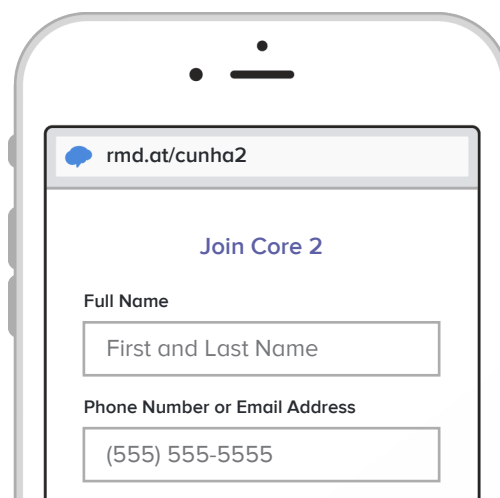 rmd.at/cunha2
Join Core 2
Full Name
First and Last Name
Phone Number or Email Address
(555) 555-5555